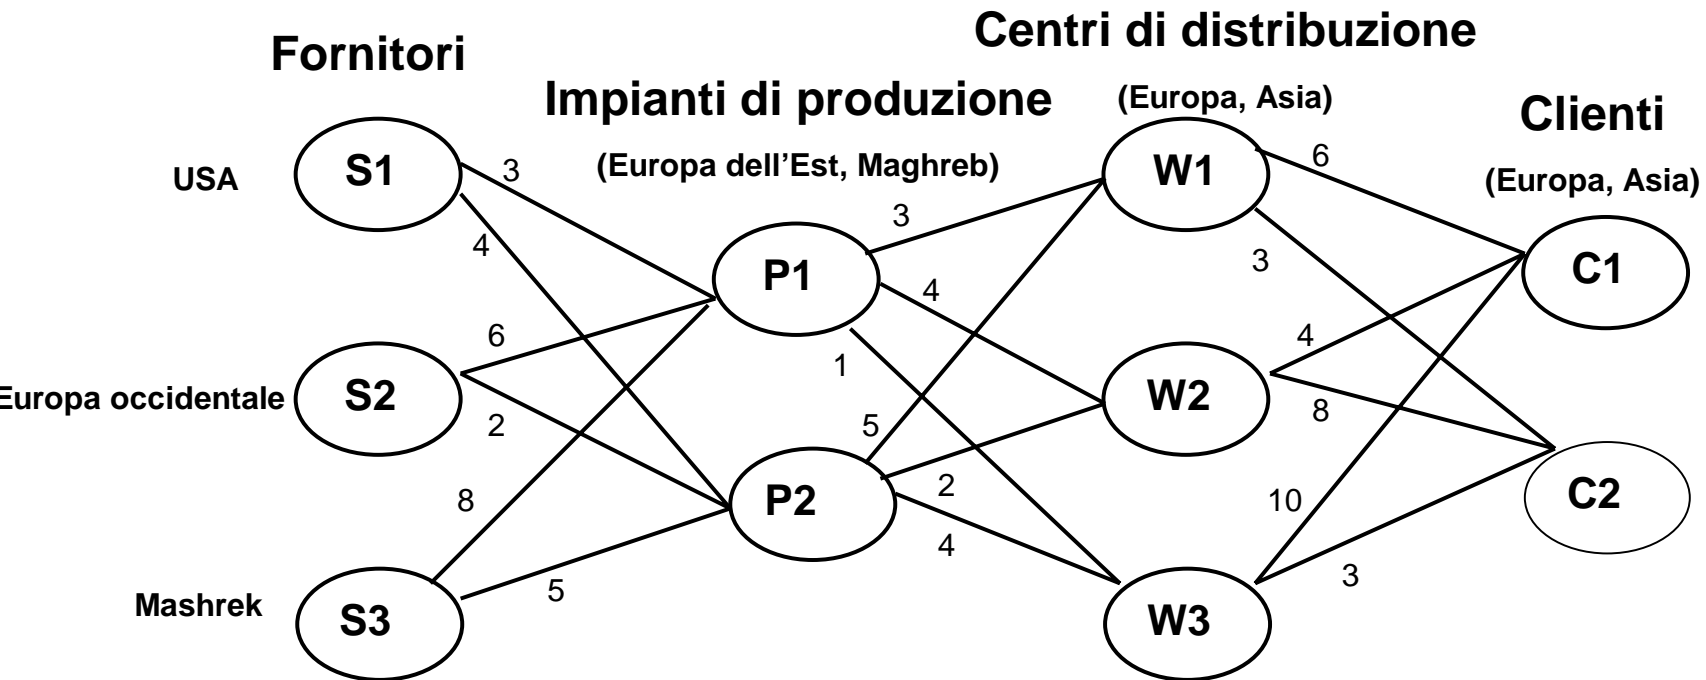 Centri di distribuzione
Fornitori
Impianti di produzione
(Europa, Asia)
Clienti
(Europa dell’Est, Maghreb)
(Europa, Asia)
USA
S1
3
4
W1
6
3
3
P1
4
1
C1
6
Europa occidentale
S2
2
W2
4
8
5
8
P2
2
4
10
C2
Mashrek
5
3
S3
W3